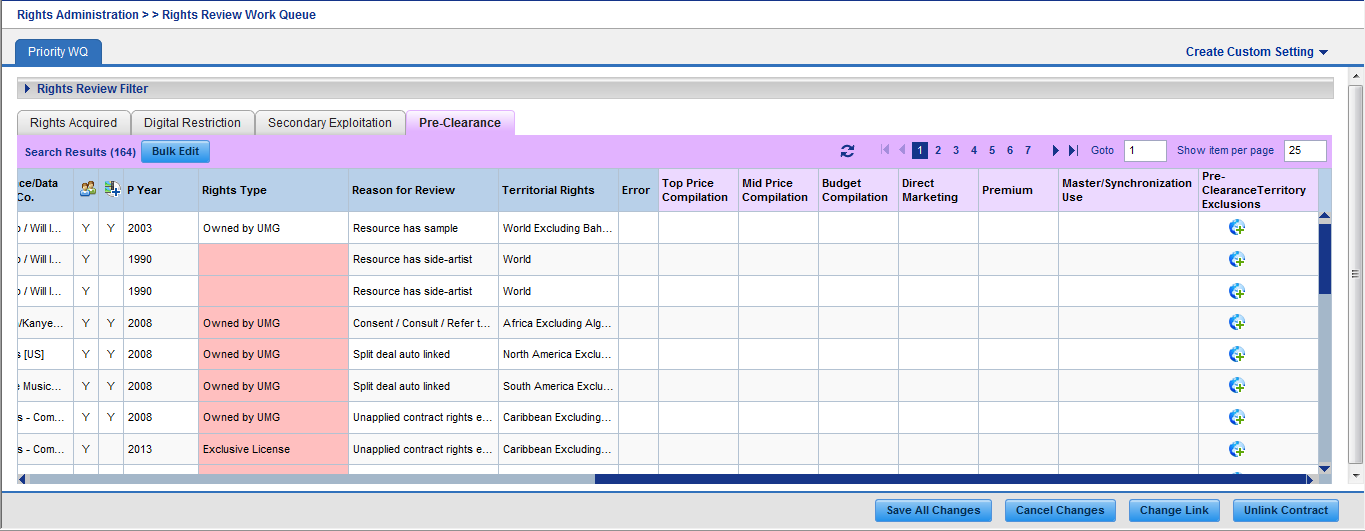 Rights Administration > > Rights Review Work Queue
Priority WQ
Create Custom Setting
Rights Review Filter
Rights Acquired Digital Restriction Secondary Exploitation Pre-Clearance
Search Results (164) Bulk Edit 1 2 3 4 5 6 7 Goto 1 Show item per page 25
ce/Data Co. P Year Rights Type Reason for Review Territorial Rights Error Top Price Compilation Mid Price Compilation Budget Compilation Direct Marketing Premium Master/Synchronization Use Pre-ClearanceTerritory Exclusions
o / Will I... Y Y 2003 Owned by UMG Resource has sample World Excluding Bah...
o / Will I... Y 1990 Resource has side-artist World
o / Will I... Y 1990 Resource has side-artist World
/Kanye... Y Y 2008 Owned by UMG Consent / Consult / Refer t... Africa Excluding Alg...
s [US] Y Y 2008 Owned by UMG Split deal auto linked North America Exclu...
e Music... Y Y 2008 Owned by UMG Split deal auto linked South America Exclu...
s - Com... Y Y 2008 Owned by UMG Unapplied contract rights e... Caribbean Excluding...
s - Com... Y 2013 Exclusive License Unapplied contract rights e... Caribbean Excluding...
Save All Changes Cancel Changes Change Link Unlink Contract